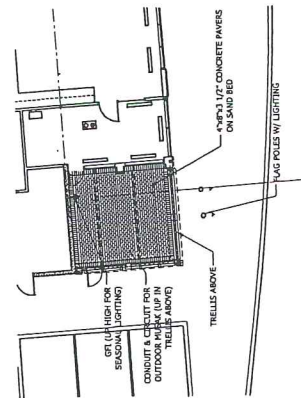 4"x8"x3 1/2" CONCRETE PAVERS
ON SAND BED
FLAG POLES W/ LIGHTING
TRELLIS ABOVE
GFI (UP HIGH FOR
SEASONAL LIGHTING)
CONDUIT & CIRCUIT FOR
OUTDOOR MUSAK (UP IN
TRELLIS ABOVE)